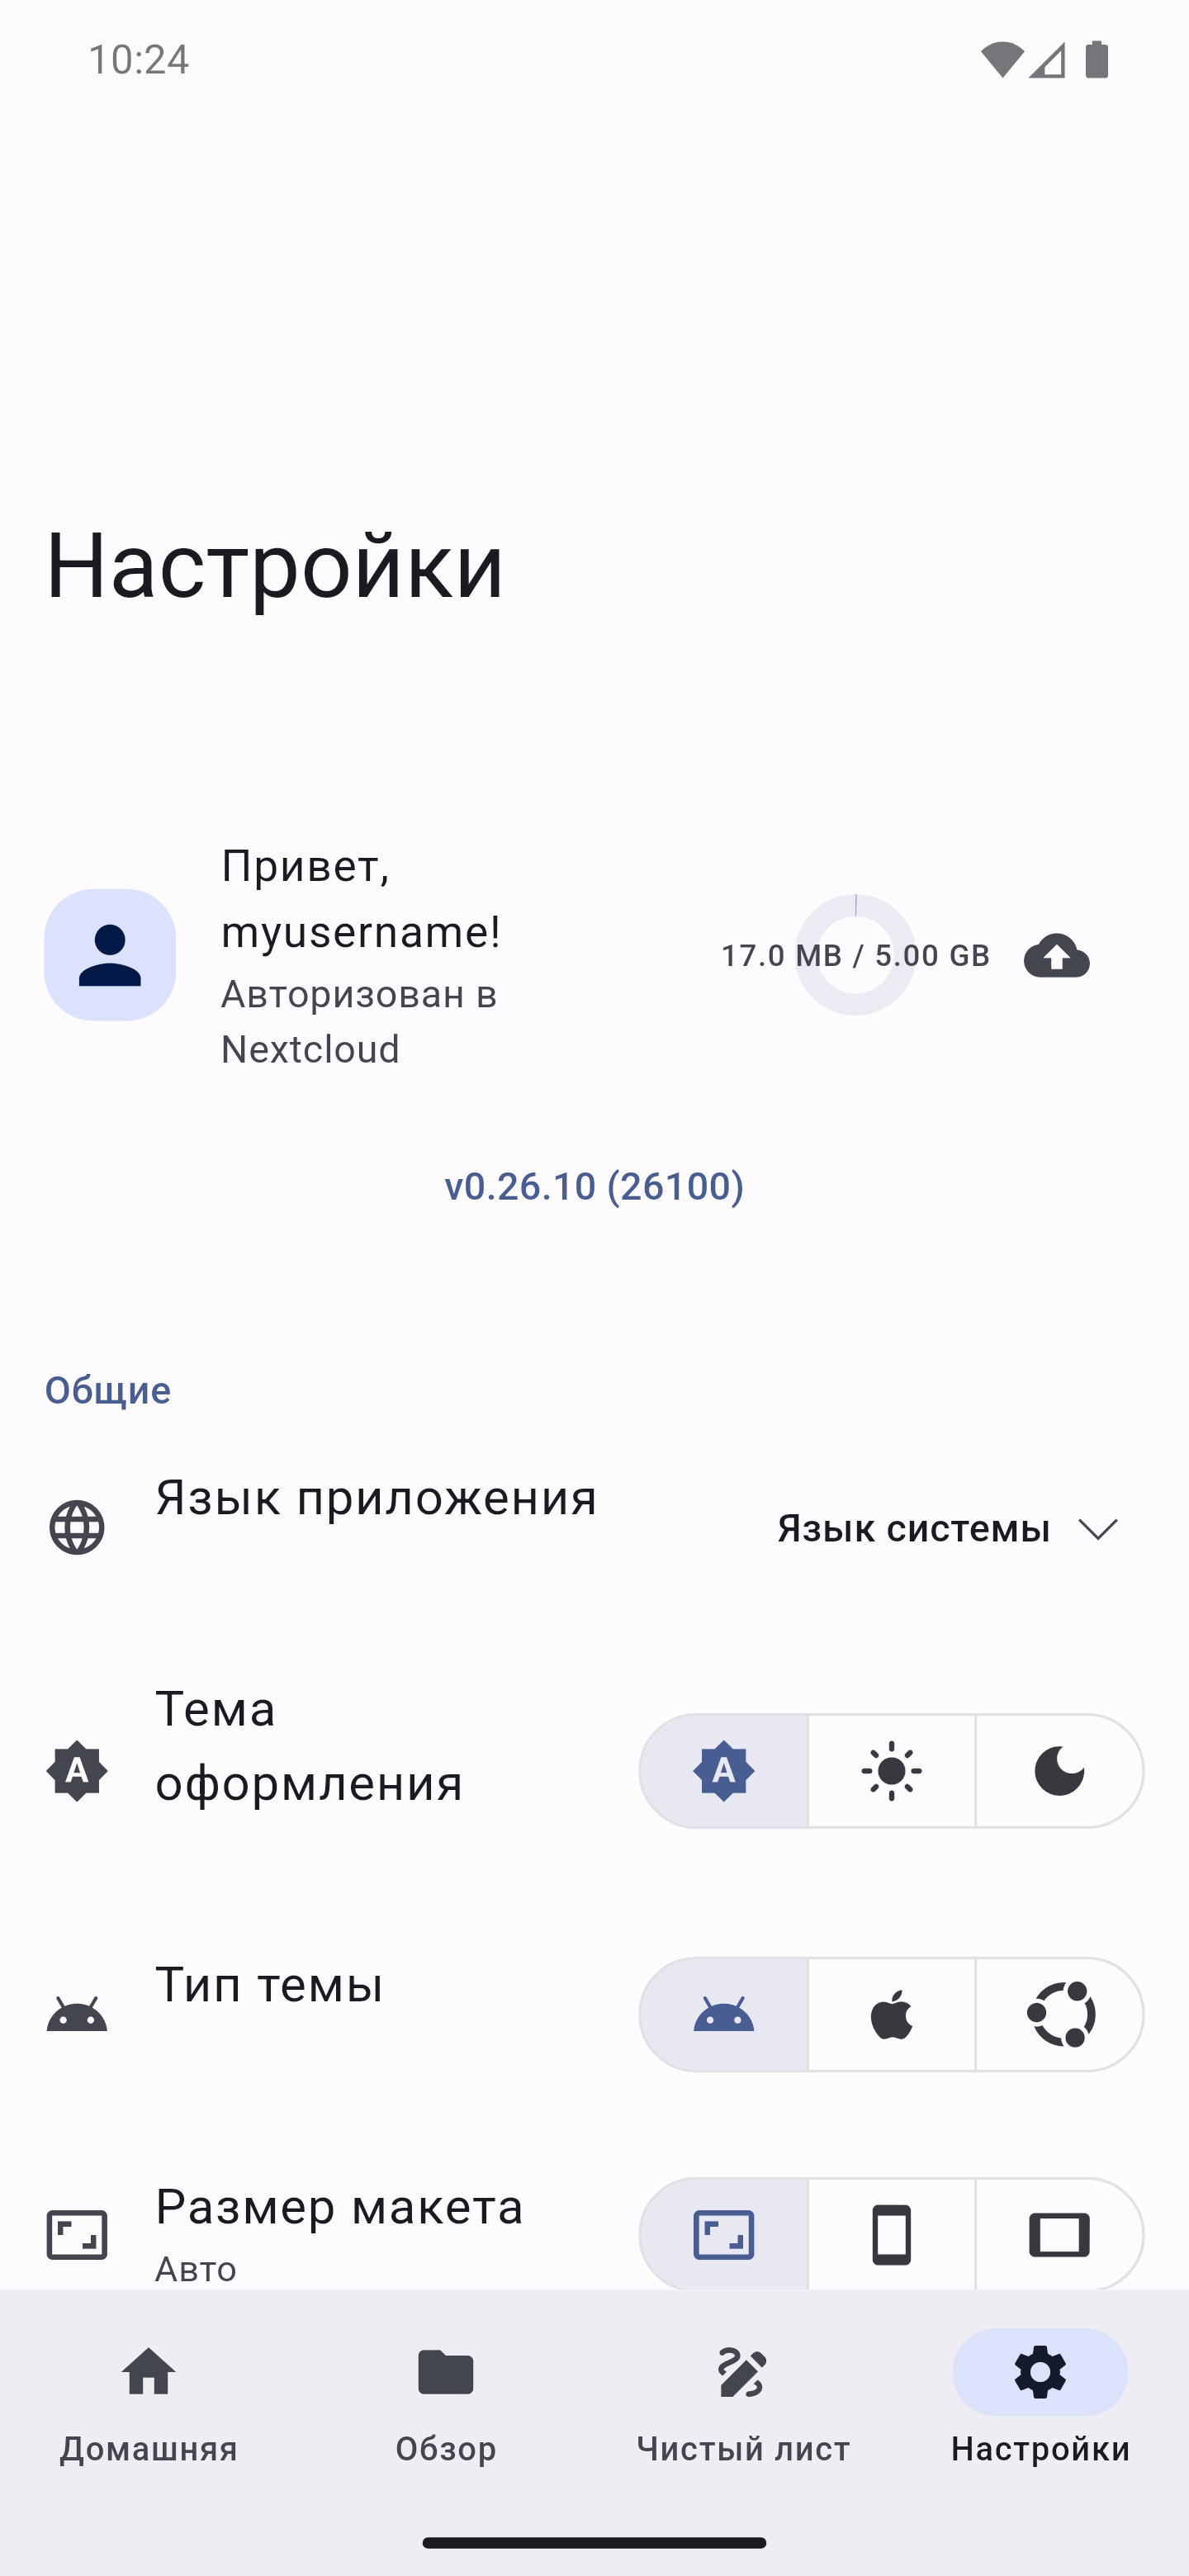 10:24
Настройки
Привет,
myusername!
Авторизован в
Nextcloud
17.0 MB / 5.00 GB
v0.26.10 (26100)
Общие
Язык приложения
Язык системы
Тема
оформления
Тип темы
Размер макета
Авто
Домашняя
Обзор
Чистый лист
Настройки